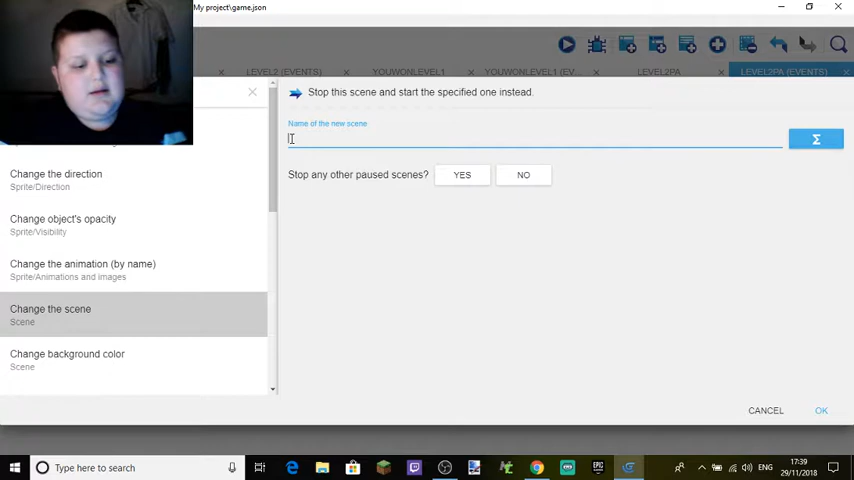 My project\game.json
LEVEL2 (EVENTS)
YOUWONLEVEL1
YOUWONLEVEL1 (EVE...
LEVEL2PA
LEVEL2PA (EVENTS)
Stop this scene and start the specified one instead.
Name of the new scene
Σ
Stop any other paused scenes?
YES
NO
Change the direction
Sprite/Direction
Change object's opacity
Sprite/Visibility
Change the animation (by name)
Sprite/Animations and images
Change the scene
Scene
Change background color
Scene
CANCEL
OK
Type here to search
EPIC
ENG
17:39
29/11/2018